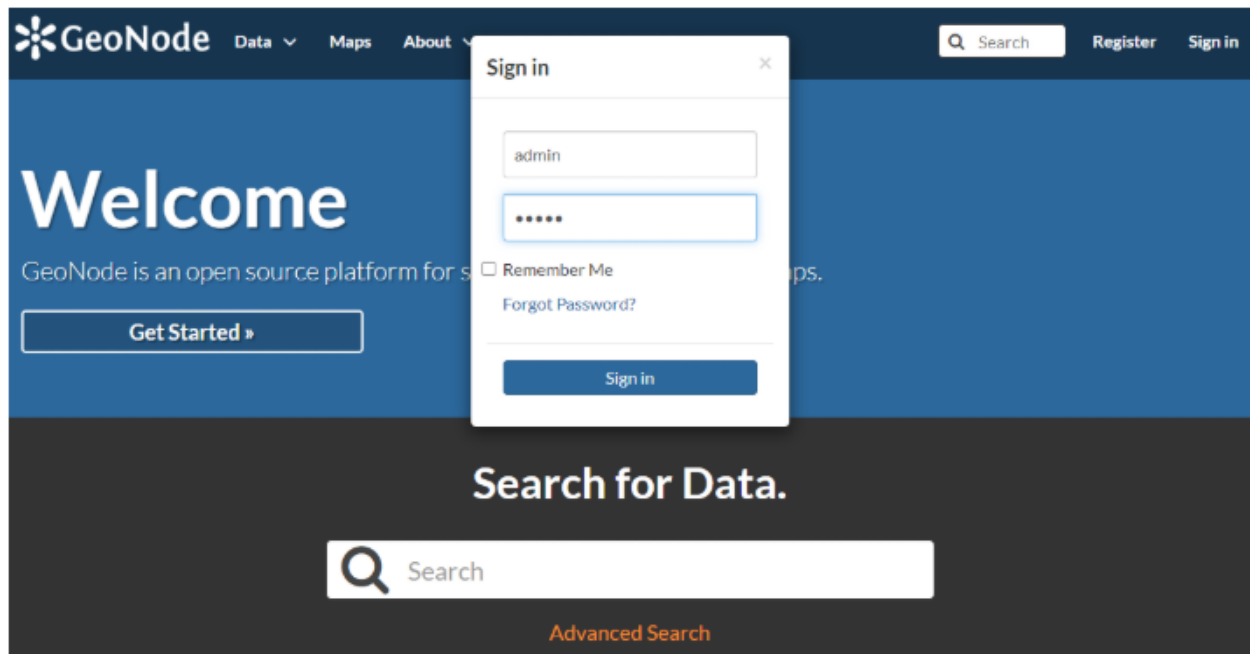 GeoNode Data Maps About Search Register Sign in
Sign in ×
admin
•••••
Welcome
GeoNode is an open source platform for s ps.
Remember Me
Forgot Password?
Get Started »
Sign in
Search for Data.
Search
Advanced Search